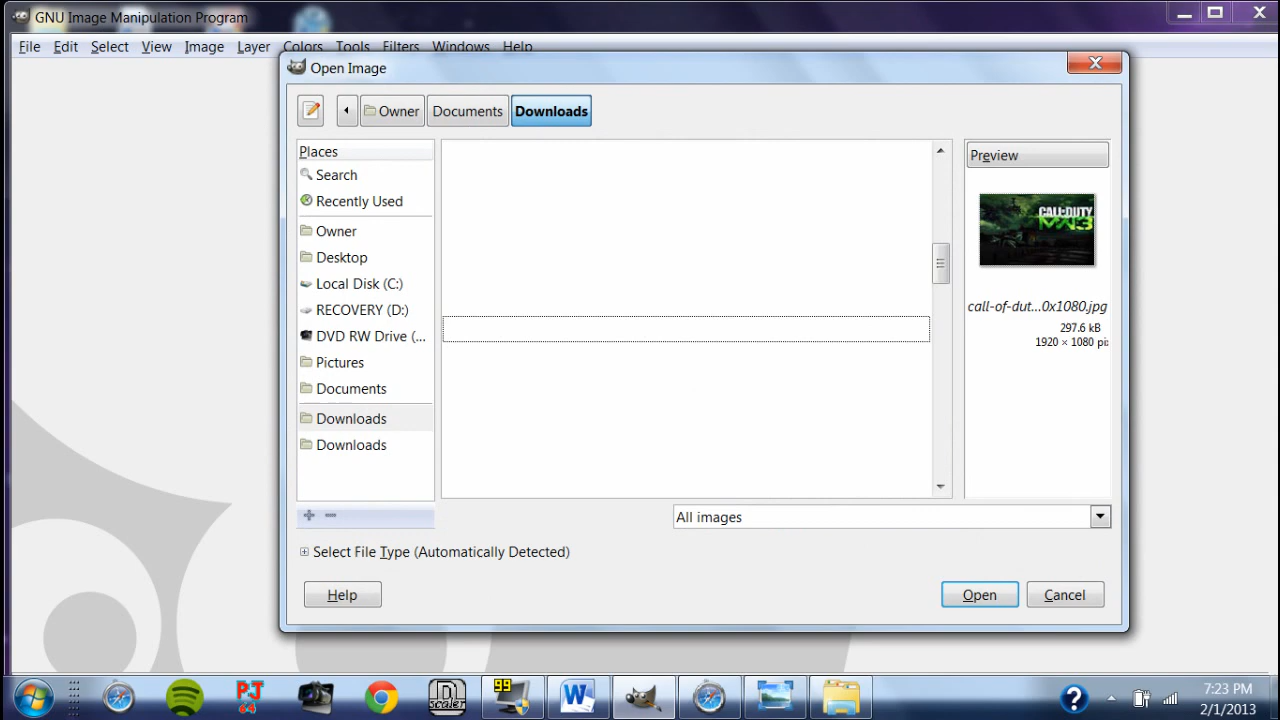 GNU Image Manipulation Program
File Edit Select View Image Layer Colors Tools Filters Windows Help
Open Image
Owner Documents Downloads
Places
Search
Recently Used
Owner
Desktop
Local Disk (C:)
RECOVERY (D:)
DVD RW Drive (...
Pictures
Documents
Downloads
Downloads
Preview
CALL OF DUTY
MW3
call-of-dut...0x1080.jpg
297.6 kB
1920 × 1080 pix
All images
Select File Type (Automatically Detected)
Help Open Cancel
PJ
64
D
scaler
99
W
?
7:23 PM
2/1/2013